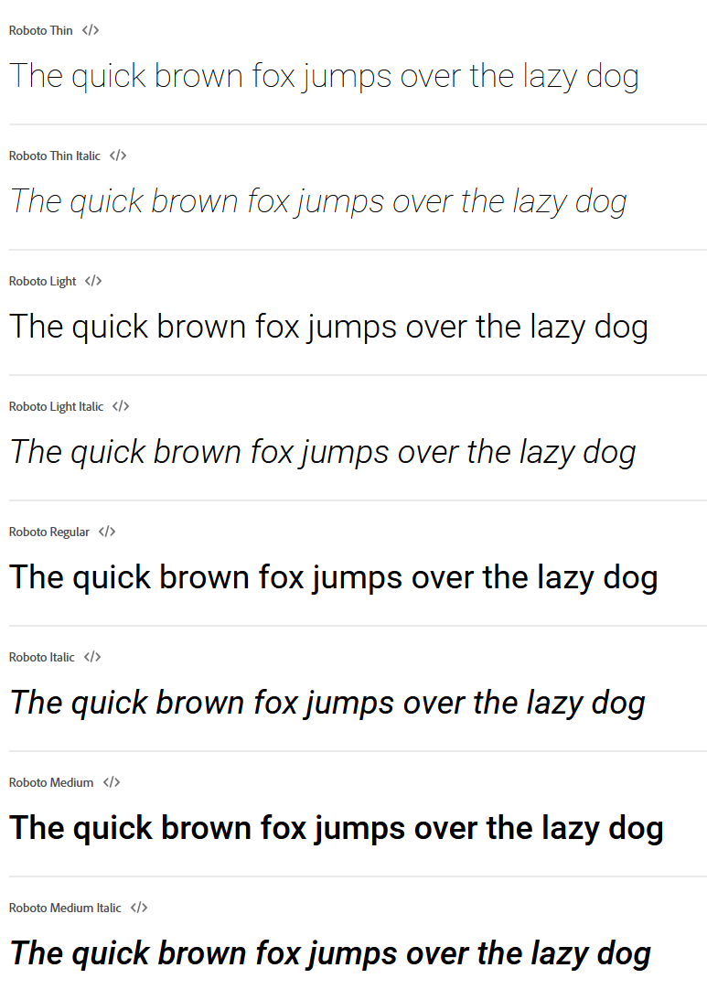 Roboto Thin </>
The quick brown fox jumps over the lazy dog
Roboto Thin Italic </>
The quick brown fox jumps over the lazy dog
Roboto Light </>
The quick brown fox jumps over the lazy dog
Roboto Light Italic </>
The quick brown fox jumps over the lazy dog
Roboto Regular </>
The quick brown fox jumps over the lazy dog
Roboto Italic </>
The quick brown fox jumps over the lazy dog
Roboto Medium </>
The quick brown fox jumps over the lazy dog
Roboto Medium Italic </>
The quick brown fox jumps over the lazy dog